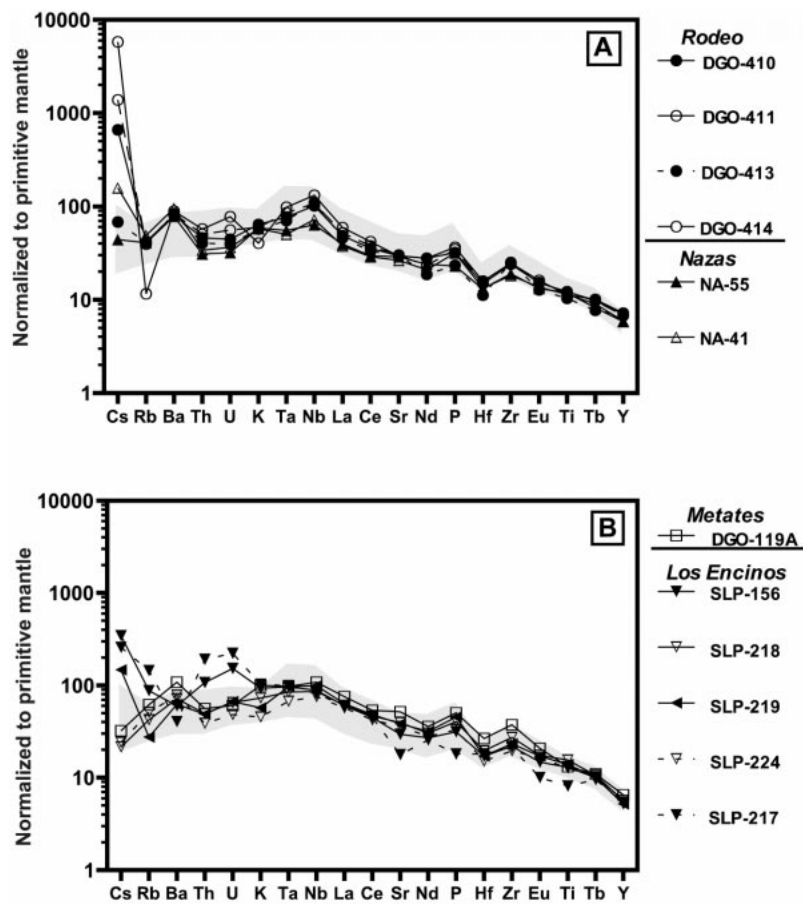 A
Normalized to primitive mantle
10000
1000
100
10
1
Cs Rb Ba Th U K Ta Nb La Ce Sr Nd P Hf Zr Eu Ti Tb Y
Rodeo
DGO-410
DGO-411
DGO-413
DGO-414
Nazas
NA-55
NA-41
B
Normalized to primitive mantle
10000
1000
100
10
1
Cs Rb Ba Th U K Ta Nb La Ce Sr Nd P Hf Zr Eu Ti Tb Y
Metates
DGO-119A
Los Encinos
SLP-156
SLP-218
SLP-219
SLP-224
SLP-217